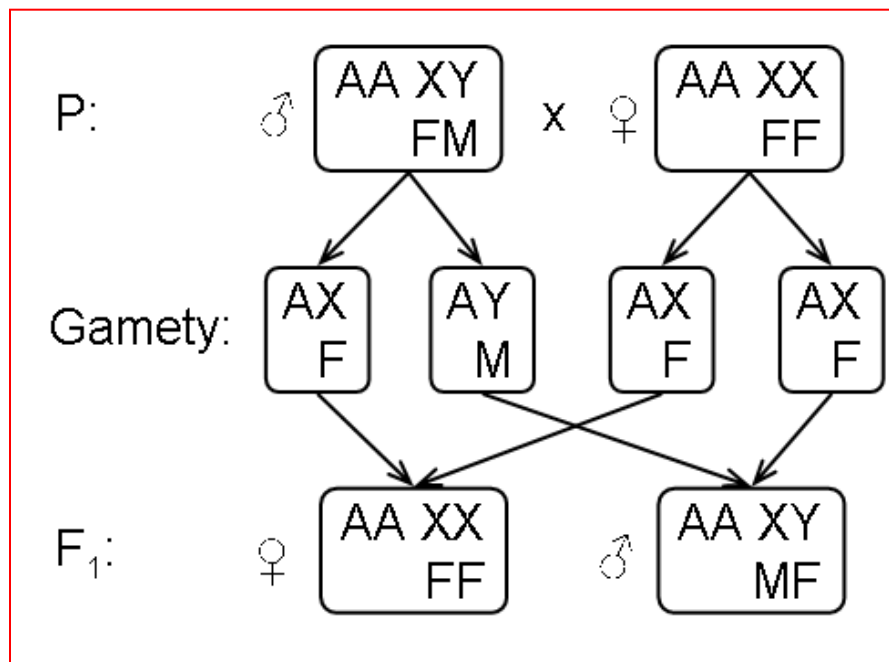 P: ♂ AA XY x ♀ AA XX
FM FF
Gamety: AX AY AX AX
F M F F
F₁: ♀ AA XX ♂ AA XY
FF MF